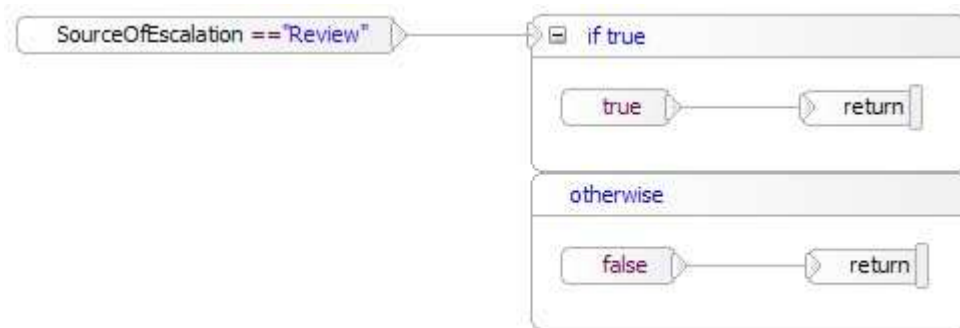 SourceOfEscalation =="Review"
if true
true
return
otherwise
false
return